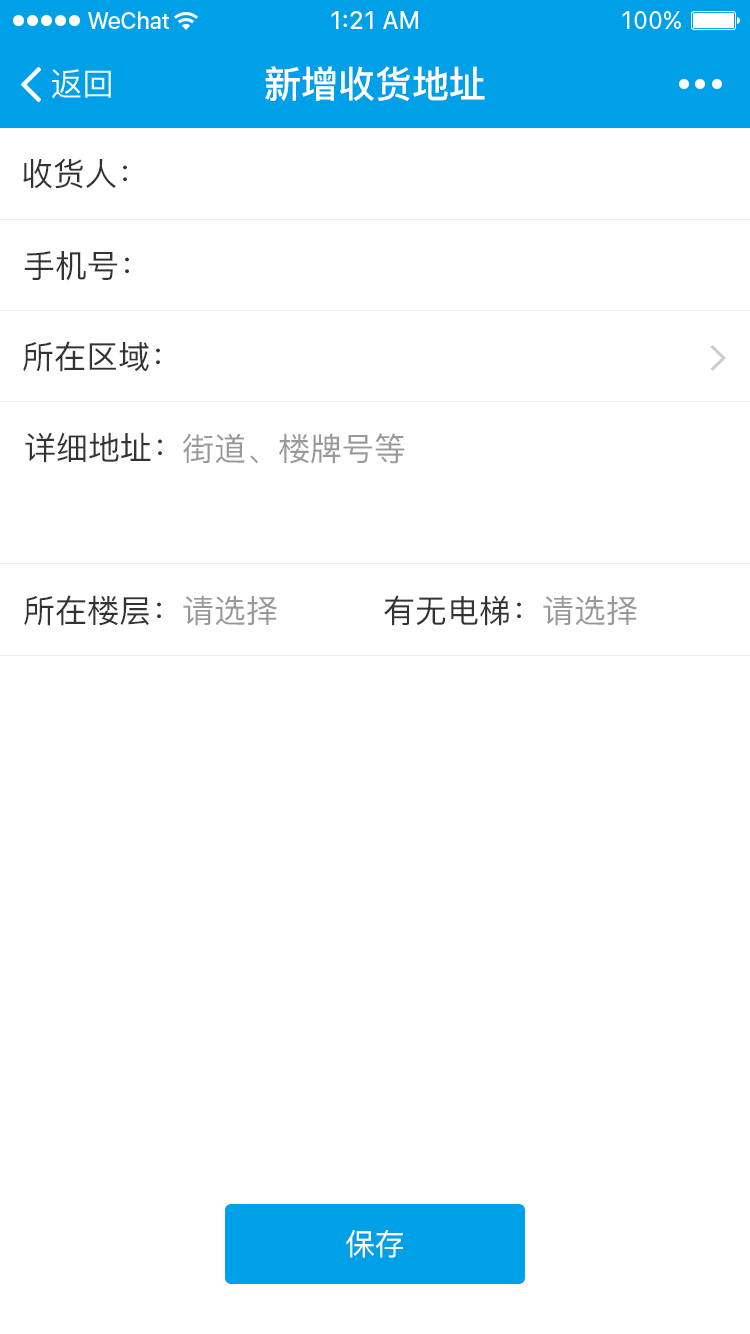 WeChat 1:21 AM 100%
返回 新增收货地址
收货人：
手机号：
所在区域：
详细地址：街道、楼牌号等
所在楼层：请选择 有无电梯：请选择
保存